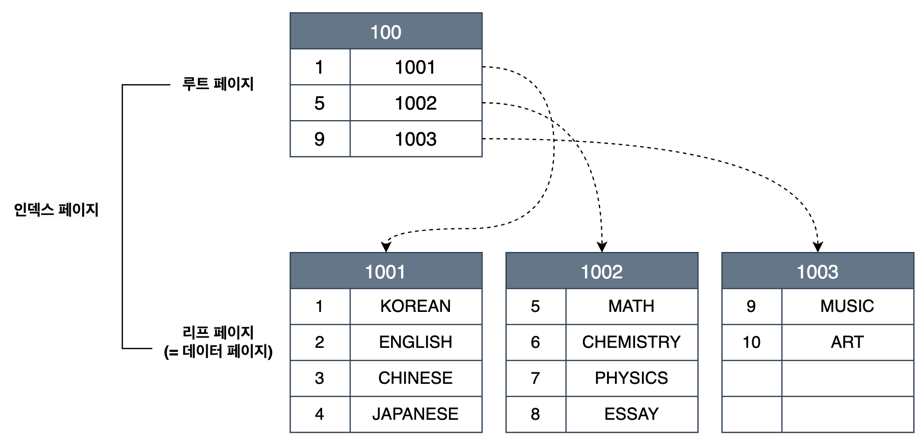 100
1 1001
루트 페이지
5 1002
9 1003
인덱스 페이지
1001 1002 1003
1 KOREAN 5 MATH 9 MUSIC
리프 페이지
2 ENGLISH 6 CHEMISTRY 10 ART
(= 데이터 페이지)
3 CHINESE 7 PHYSICS
4 JAPANESE 8 ESSAY